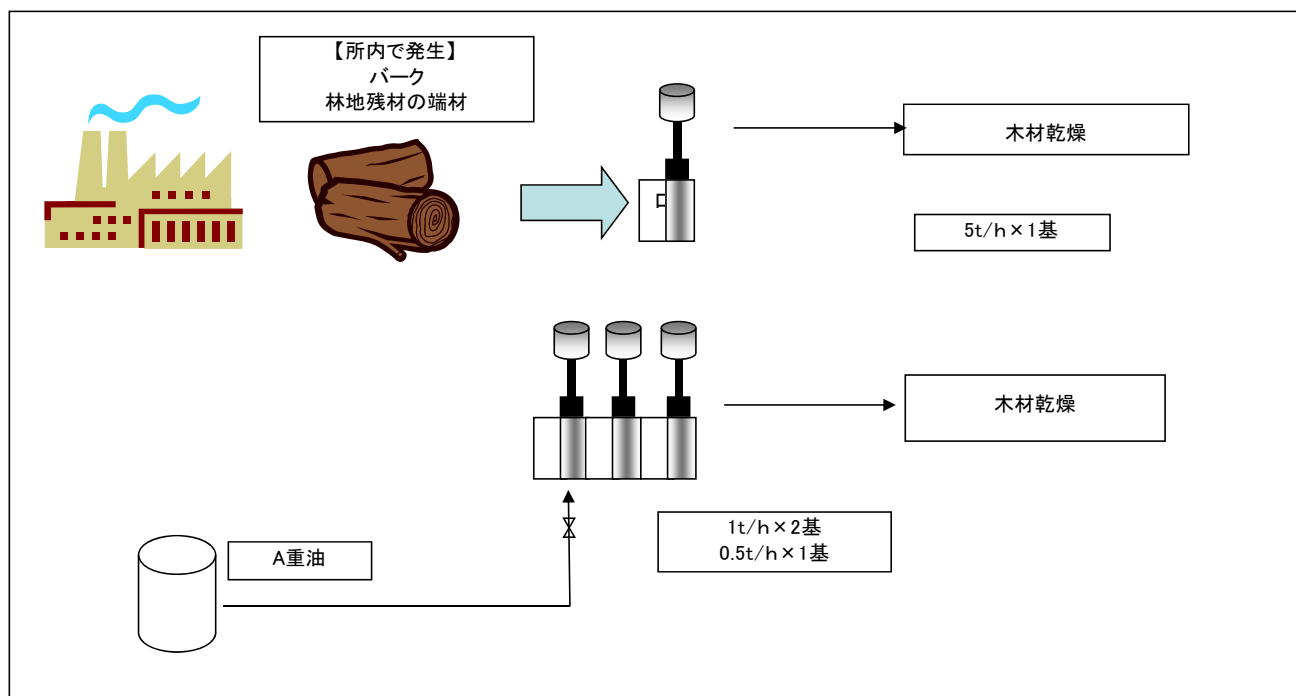 【所内で発生】
バーク
林地残材の端材
木材乾燥
5t/h×1基
木材乾燥
1t/h×2基
0.5t/h×1基
A重油